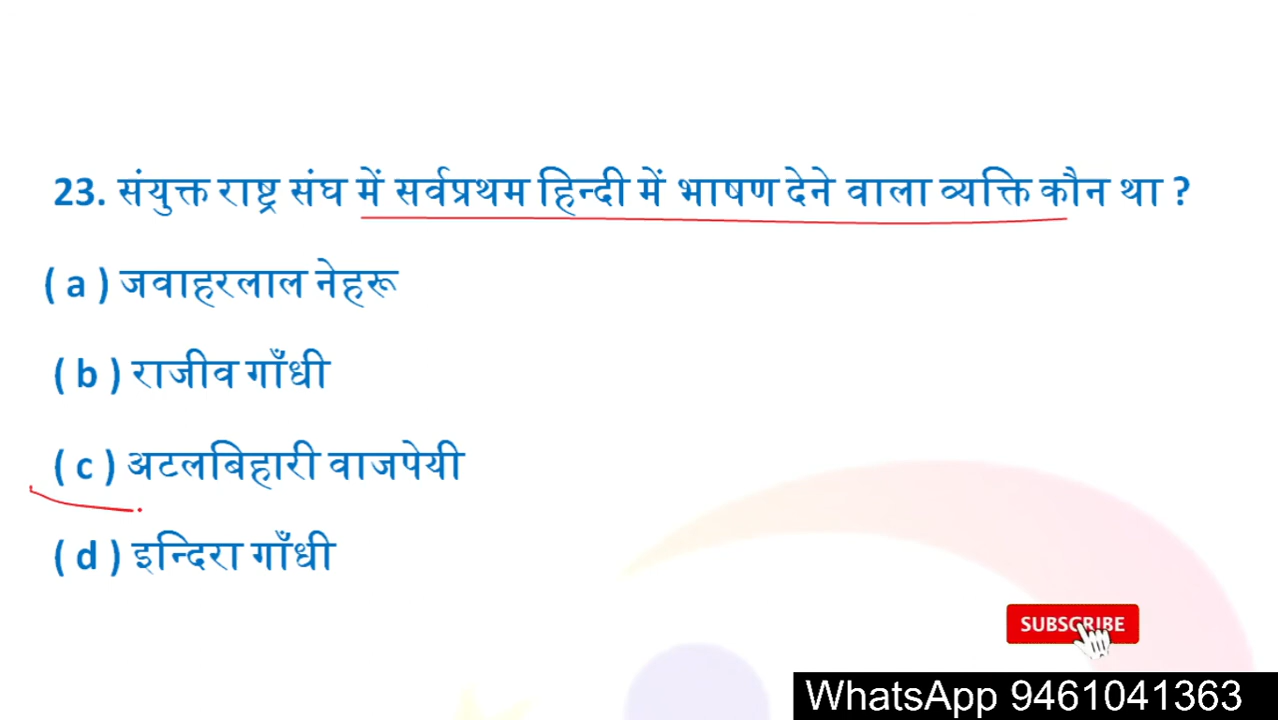 23. संयुक्त राष्ट्र संघ में सर्वप्रथम हिन्दी में भाषण देने वाला व्यक्ति कौन था ?
( a ) जवाहरलाल नेहरू
( b ) राजीव गाँधी
( c ) अटलबिहारी वाजपेयी
( d ) इन्दिरा गाँधी
SUBSCRIBE
WhatsApp 9461041363